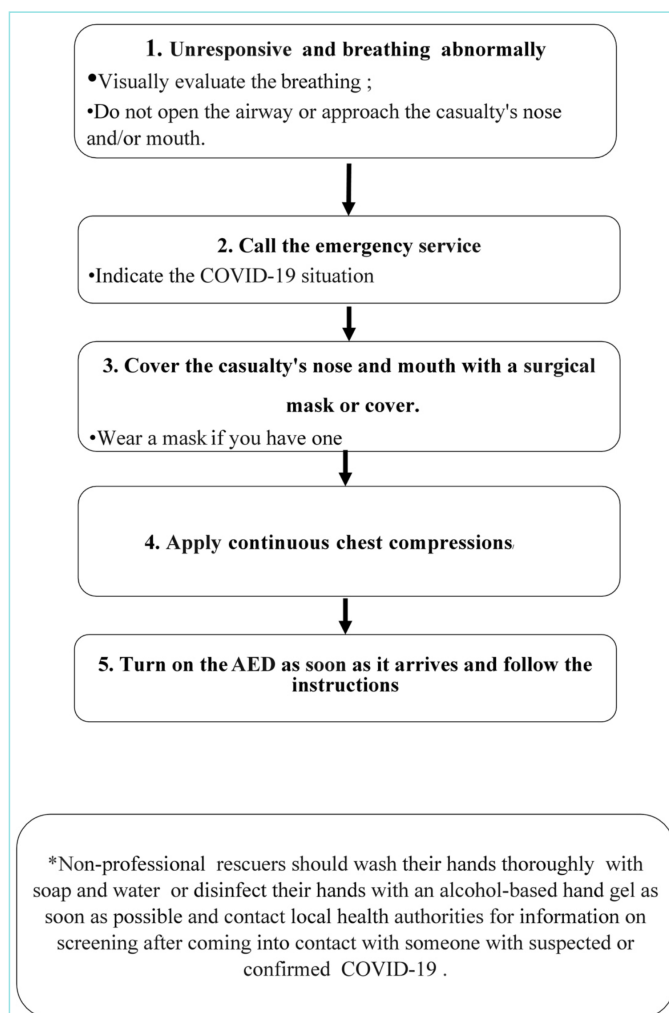 1. Unresponsive and breathing abnormally
•Visually evaluate the breathing ;
•Do not open the airway or approach the casualty's nose
and/or mouth.
2. Call the emergency service
•Indicate the COVID-19 situation
3. Cover the casualty's nose and mouth with a surgical
mask or cover.
•Wear a mask if you have one
4. Apply continuous chest compressions
5. Turn on the AED as soon as it arrives and follow the
instructions
*Non-professional rescuers should wash their hands thoroughly with
soap and water or disinfect their hands with an alcohol-based hand gel as
soon as possible and contact local health authorities for information on
screening after coming into contact with someone with suspected or
confirmed COVID-19 .